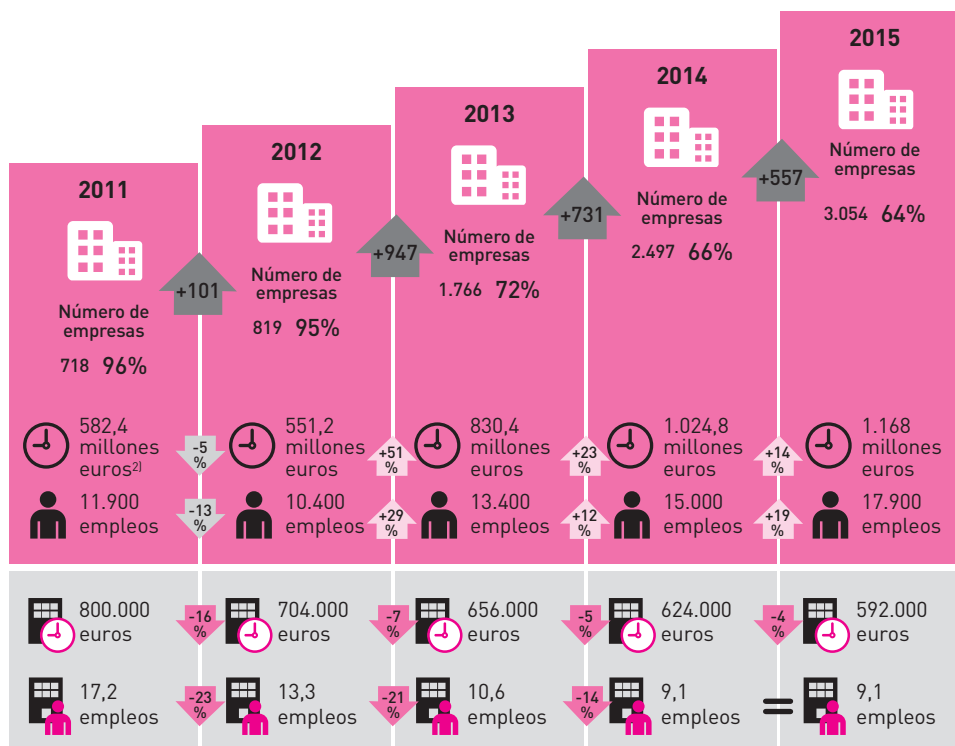 2011
Número de
empresas
718 96%
582,4
millones
euros2)
11.900
empleos
800.000
euros
17,2
empleos
+101
-5
%
-13
%
-16
%
-23
%
2012
Número de
empresas
819 95%
551,2
millones
euros
10.400
empleos
704.000
euros
13,3
empleos
+947
+51
%
+29
%
-7
%
-21
%
2013
Número de
empresas
1.766 72%
830,4
millones
euros
13.400
empleos
656.000
euros
10,6
empleos
+731
+23
%
+12
%
-5
%
-14
%
2014
Número de
empresas
2.497 66%
1.024,8
millones
euros
15.000
empleos
624.000
euros
9,1
empleos
+557
+14
%
+19
%
-4
%
=
2015
Número de
empresas
3.054 64%
1.168
millones
euros
17.900
empleos
592.000
euros
9,1
empleos